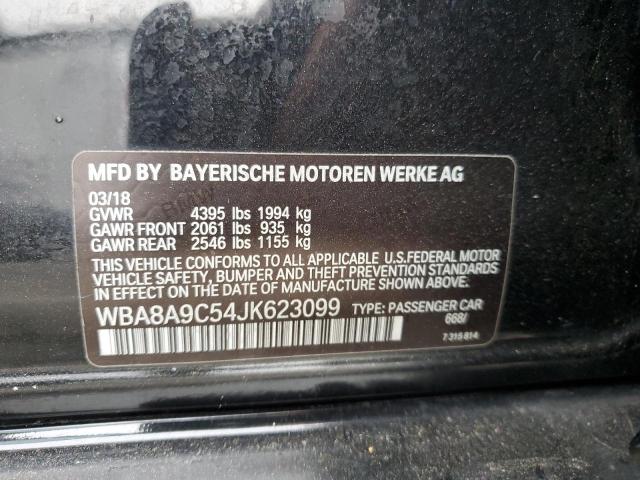 MFD BY BAYERISCHE MOTOREN WERKE AG
03/18
GVWR 4395 lbs 1994 kg
GAWR FRONT 2061 lbs 935 kg
GAWR REAR 2546 lbs 1155 kg
THIS VEHICLE CONFORMS TO ALL APPLICABLE U.S.FEDERAL MOTOR
VEHICLE SAFETY, BUMPER AND THEFT PREVENTION STANDARDS
IN EFFECT ON THE DATE OF MANUFACTURE SHOWN ABOVE.
WBA8A9C54JK623099 TYPE: PASSENGER CAR
668/
7 315 814